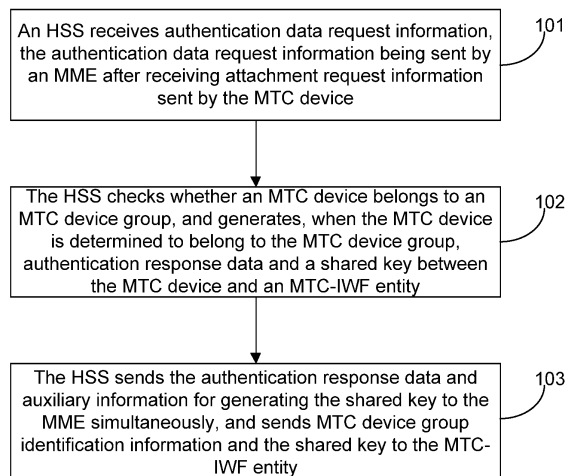 An HSS receives authentication data request information,
the authentication data request information being sent by
an MME after receiving attachment request information
sent by the MTC device
101
The HSS checks whether an MTC device belongs to an
MTC device group, and generates, when the MTC device
is determined to belong to the MTC device group,
authentication response data and a shared key between
the MTC device and an MTC-IWF entity
102
The HSS sends the authentication response data and
auxiliary information for generating the shared key to the
MME simultaneously, and sends MTC device group
identification information and the shared key to the MTC-
IWF entity
103